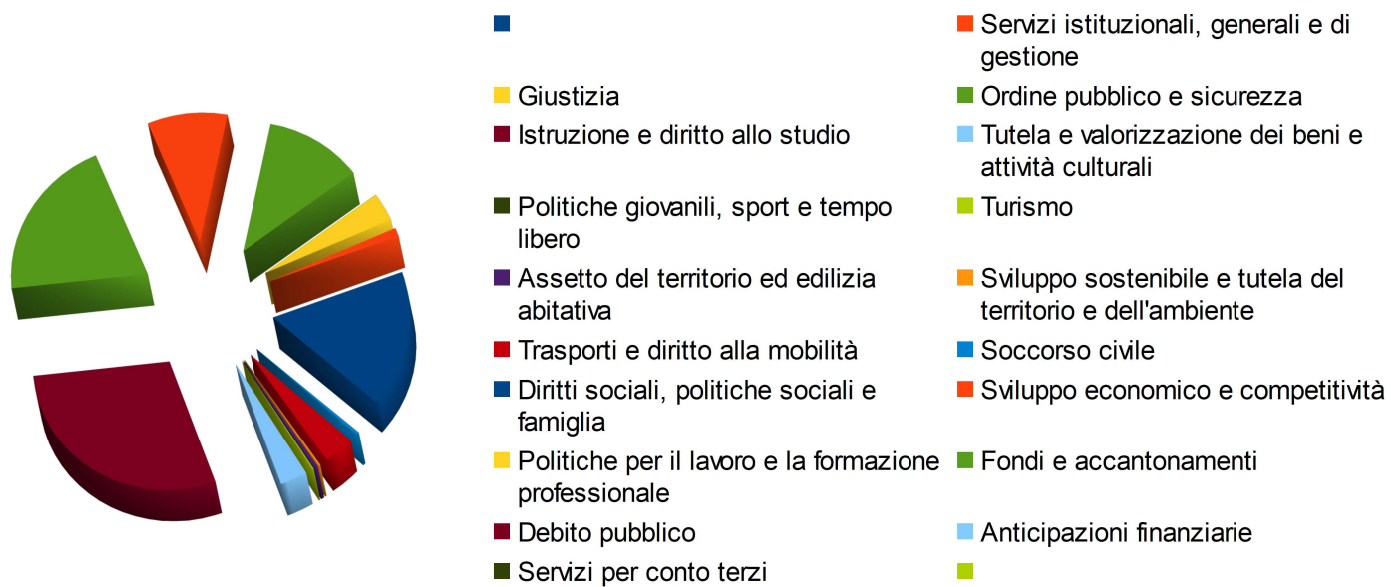 Servizi istituzionali, generali e di
gestione
Giustizia
Ordine pubblico e sicurezza
Istruzione e diritto allo studio
Tutela e valorizzazione dei beni e
attività culturali
Politiche giovanili, sport e tempo
libero
Turismo
Assetto del territorio ed edilizia
abitativa
Sviluppo sostenibile e tutela del
territorio e dell'ambiente
Trasporti e diritto alla mobilità
Soccorso civile
Diritti sociali, politiche sociali e
famiglia
Sviluppo economico e competitività
Politiche per il lavoro e la formazione
professionale
Fondi e accantonamenti
Debito pubblico
Anticipazioni finanziarie
Servizi per conto terzi